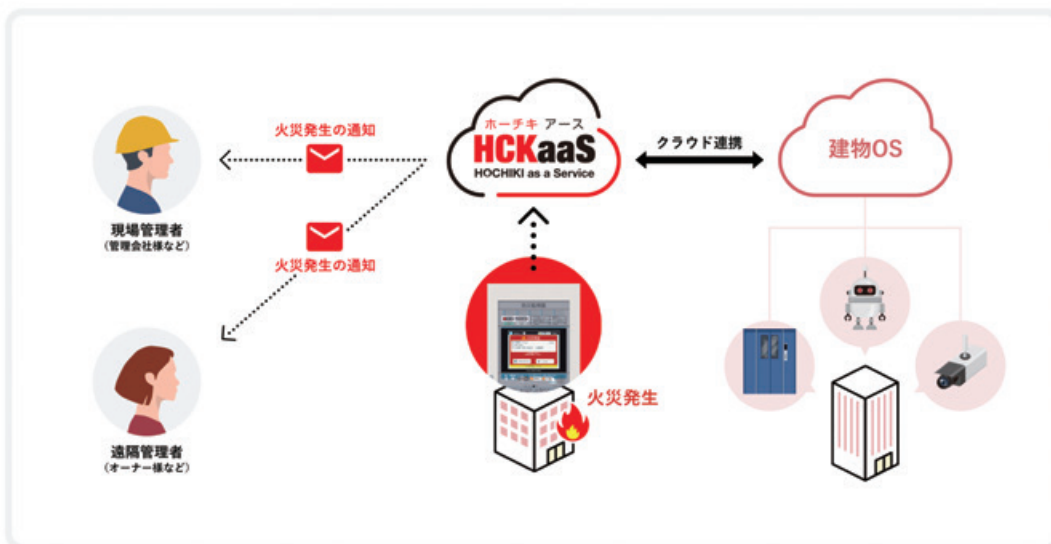 火災発生の通知
火災発生の通知
現場管理者
（管理会社様など）
遠隔管理者
（オーナー様など）
ホーチキ アース
HCKaaS
HOCHIKI as a Service
クラウド連携
建物OS
火災発生